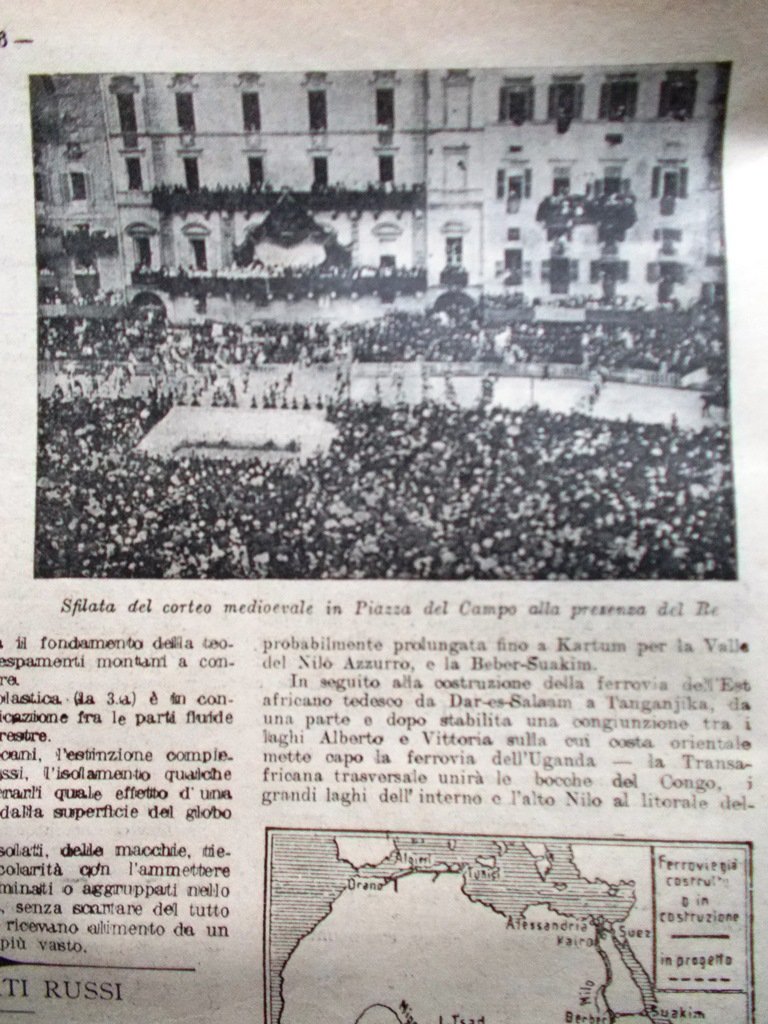 Sfilata del corteo medioevale in Piazza del Campo alla presenza del Re
il fondamento della teo-
espamenti montani a con-
re.
olastica (la 3.a) è in con-
icazione fra le parti fluide
restre.
cani, l'estinzione comple-
ssi, l'isolamento qualche
erarli quale effetto d'una
dalla superficie del globo
solati, delle macchie, tie-
colarità con l'ammettere
minati o aggruppati nello
, senza scartare del tutto
ricevano alimento da un
più vasto.
TI RUSSI
probabilmente prolungata fino a Kartum per la Valle
del Nilo Azzurro, e la Beber-Suakim.
In seguito alla costruzione della ferrovia dell'Est
africano tedesco da Dar-es-Salaam a Tanganjika, da
una parte e dopo stabilita una congiunzione tra i
laghi Alberto e Vittoria sulla cui costa orientale
mette capo la ferrovia dell'Uganda — la Transa-
fricana trasversale unirà le bocche del Congo, i
grandi laghi dell'interno e l'alto Nilo al litorale del-
Algieri
Orano
Tunisi
Alessandria
Kairo
Suez
Nilo
Berber
Suakim
L Tsad
Ferrovie già
costruite
o in
costruzione
in progetto